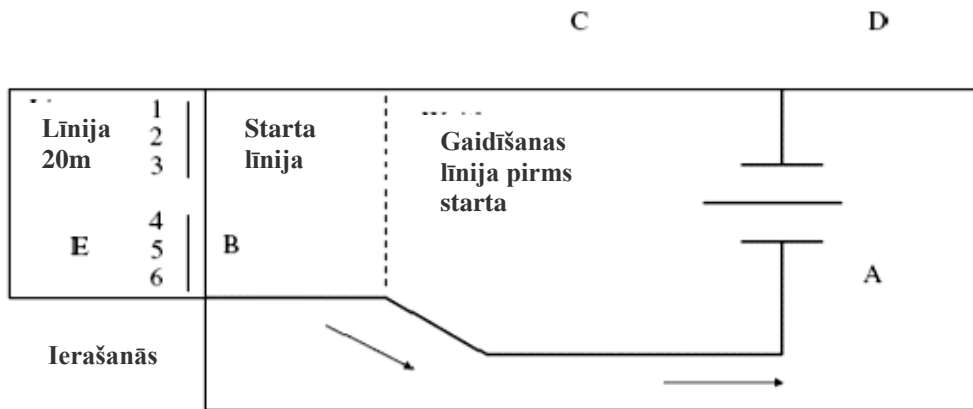 C
D
Līnija
20m
1
2
3
4
5
6
E
Starta
līnija
B
Gaidīšanas
līnija pirms
starta
A
Ierašanās